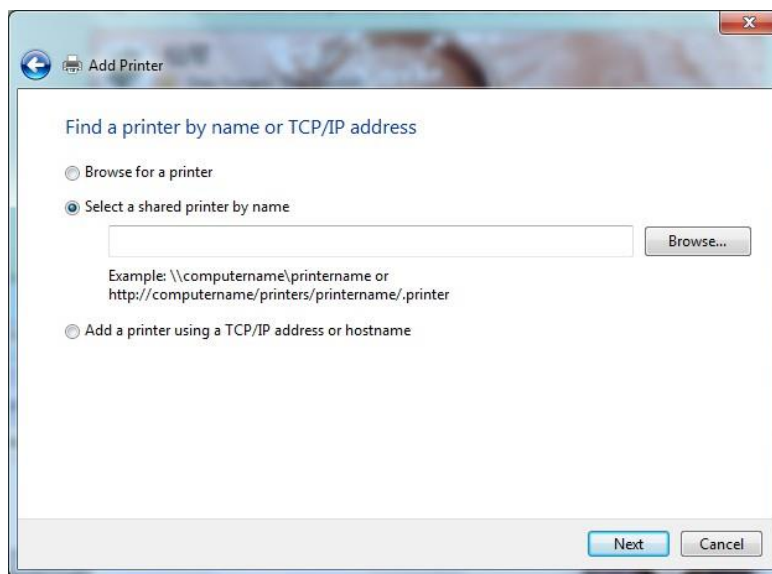 Add Printer
Find a printer by name or TCP/IP address
Browse for a printer
Select a shared printer by name
Browse...
Example: \\computername\printername or
http://computername/printers/printername/.printer
Add a printer using a TCP/IP address or hostname
Next
Cancel